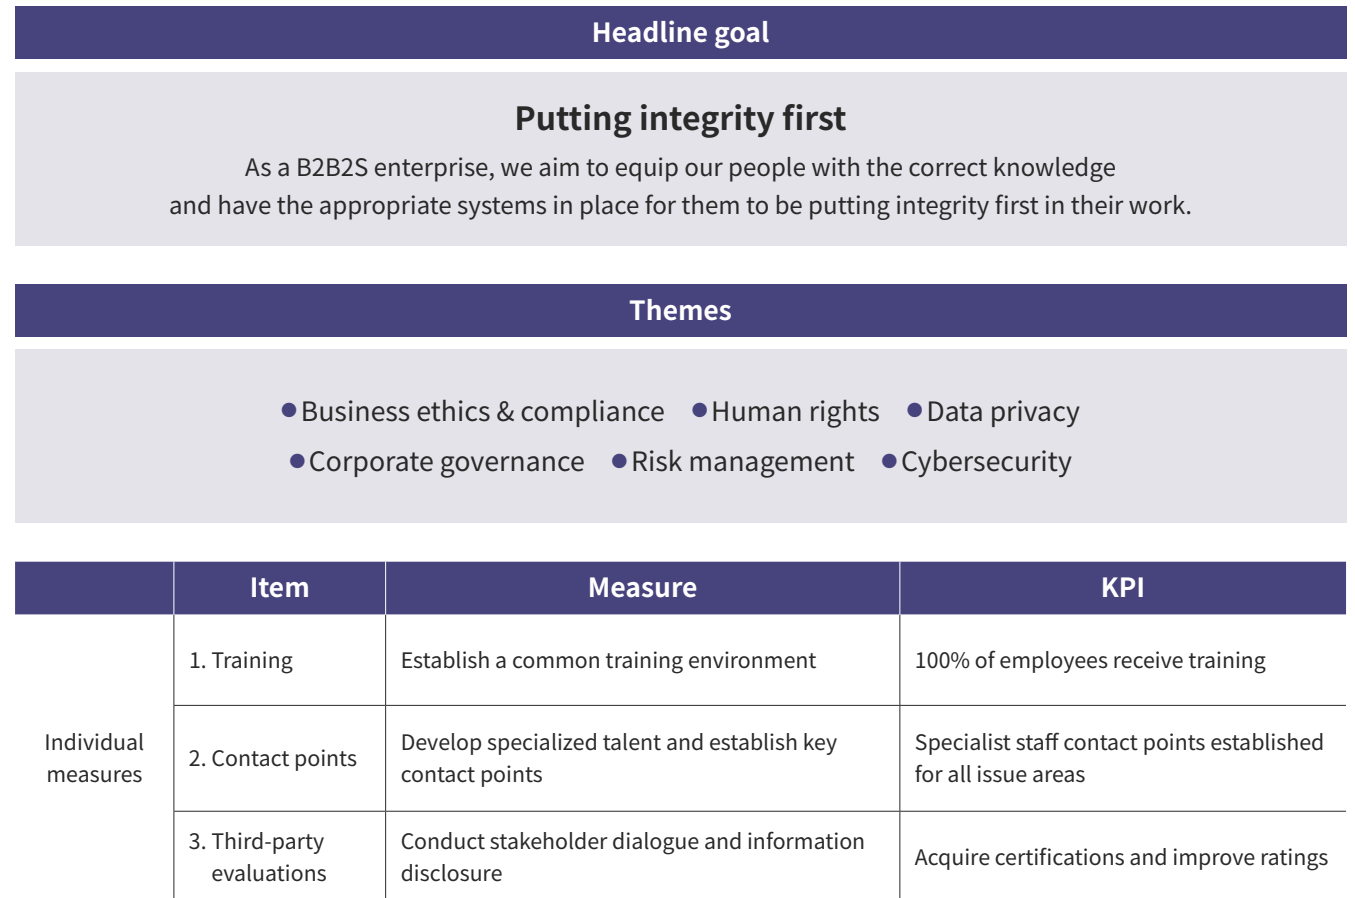 Headline goal
Putting integrity first
As a B2B2S enterprise, we aim to equip our people with the correct knowledge
and have the appropriate systems in place for them to be putting integrity first in their work.
Themes
●Business ethics & compliance ●Human rights ●Data privacy
●Corporate governance ●Risk management ●Cybersecurity
Item Measure KPI
Individual
measures
1. Training
Establish a common training environment
100% of employees receive training
2. Contact points
Develop specialized talent and establish key
contact points
Specialist staff contact points established
for all issue areas
3. Third-party
evaluations
Conduct stakeholder dialogue and information
disclosure
Acquire certifications and improve ratings